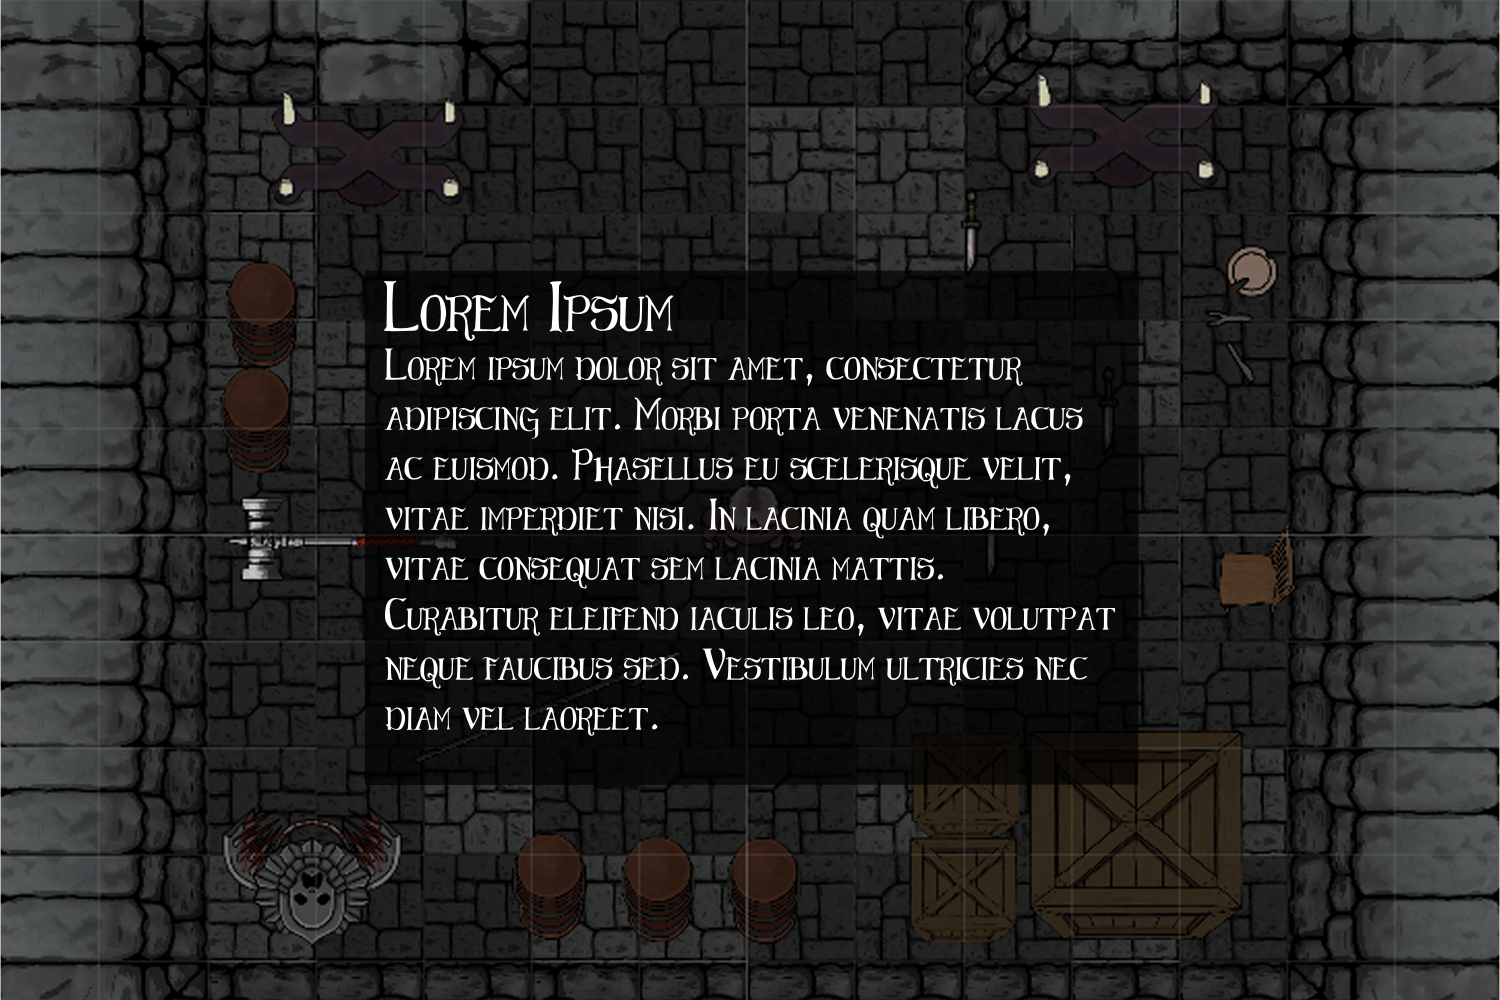 Lorem Ipsum
Lorem ipsum dolor sit amet, consectetur
adipiscing elit. Morbi porta venenatis lacus
ac euismod. Phasellus eu scelerisque velit,
vitae imperdiet nisi. In lacinia quam libero,
vitae consequat sem lacinia mattis.
Curabitur eleifend iaculis leo, vitae volutpat
neque faucibus sed. Vestibulum ultricies nec
diam vel laoreet.